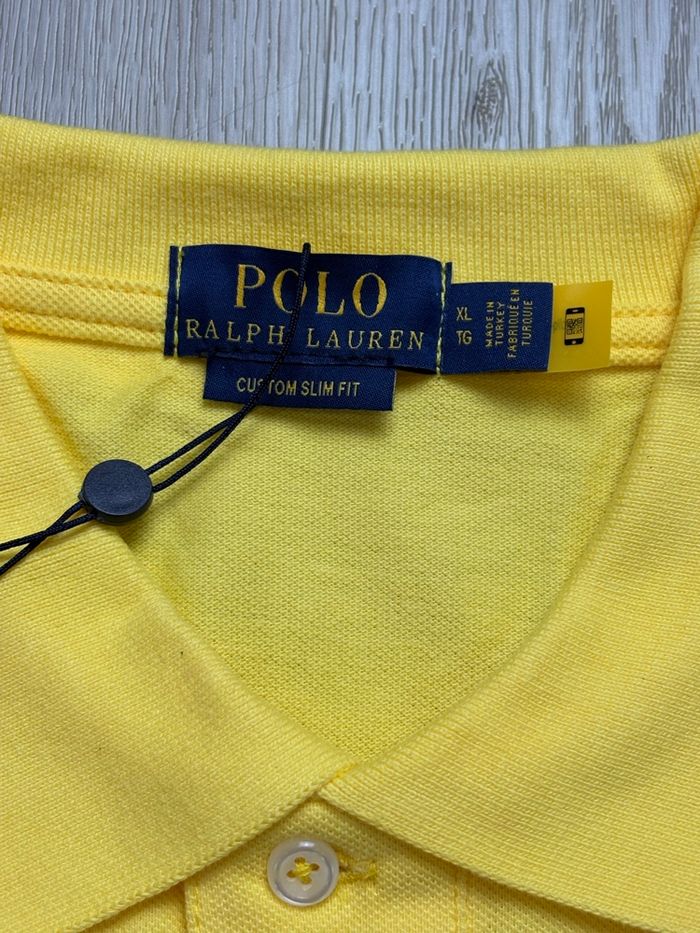 POLO
RALPH LAUREN
CUSTOM SLIM FIT
XL
TG
MADE IN
TURKEY
FABRIQUÉ EN
TURQUIE